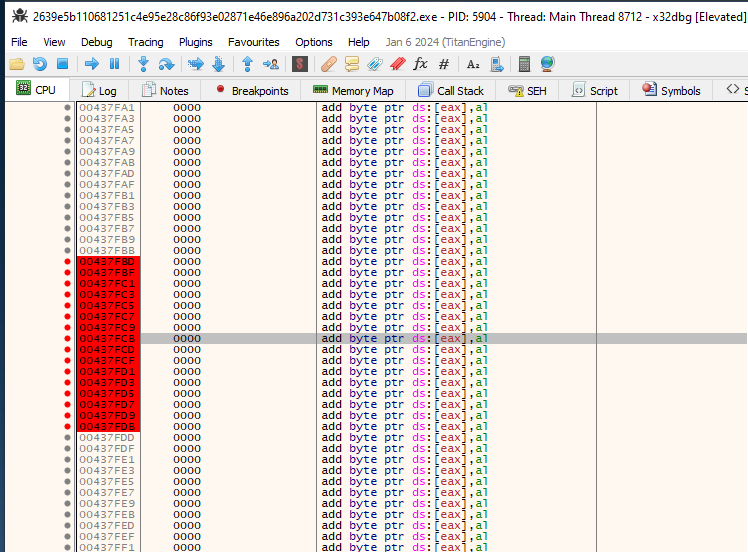 2639e5b110681251c4e95e28c86f93e02871e46e896a202d731c393e647b08f2.exe - PID: 5904 - Thread: Main Thread 8712 - x32dbg [Elevated]
File View Debug Tracing Plugins Favourites Options Help Jan 6 2024 (TitanEngine)
CPU Log Notes Breakpoints Memory Map Call Stack SEH Script Symbols S
00437FA1 0000 add byte ptr ds:[eax],al
00437FA3 0000 add byte ptr ds:[eax],al
00437FA5 0000 add byte ptr ds:[eax],al
00437FA7 0000 add byte ptr ds:[eax],al
00437FA9 0000 add byte ptr ds:[eax],al
00437FAB 0000 add byte ptr ds:[eax],al
00437FAD 0000 add byte ptr ds:[eax],al
00437FAF 0000 add byte ptr ds:[eax],al
00437FB1 0000 add byte ptr ds:[eax],al
00437FB3 0000 add byte ptr ds:[eax],al
00437FB5 0000 add byte ptr ds:[eax],al
00437FB7 0000 add byte ptr ds:[eax],al
00437FB9 0000 add byte ptr ds:[eax],al
00437FBB 0000 add byte ptr ds:[eax],al
00437FBD 0000 add byte ptr ds:[eax],al
00437FBF 0000 add byte ptr ds:[eax],al
00437FC1 0000 add byte ptr ds:[eax],al
00437FC3 0000 add byte ptr ds:[eax],al
00437FC5 0000 add byte ptr ds:[eax],al
00437FC7 0000 add byte ptr ds:[eax],al
00437FC9 0000 add byte ptr ds:[eax],al
00437FCB 0000 add byte ptr ds:[eax],al
00437FCD 0000 add byte ptr ds:[eax],al
00437FCF 0000 add byte ptr ds:[eax],al
00437FD1 0000 add byte ptr ds:[eax],al
00437FD3 0000 add byte ptr ds:[eax],al
00437FD5 0000 add byte ptr ds:[eax],al
00437FD7 0000 add byte ptr ds:[eax],al
00437FD9 0000 add byte ptr ds:[eax],al
00437FDB 0000 add byte ptr ds:[eax],al
00437FDD 0000 add byte ptr ds:[eax],al
00437FDF 0000 add byte ptr ds:[eax],al
00437FE1 0000 add byte ptr ds:[eax],al
00437FE3 0000 add byte ptr ds:[eax],al
00437FE5 0000 add byte ptr ds:[eax],al
00437FE7 0000 add byte ptr ds:[eax],al
00437FE9 0000 add byte ptr ds:[eax],al
00437FEB 0000 add byte ptr ds:[eax],al
00437FED 0000 add byte ptr ds:[eax],al
00437FEF 0000 add byte ptr ds:[eax],al
00437FF1 0000 add byte ptr ds:[eax],al